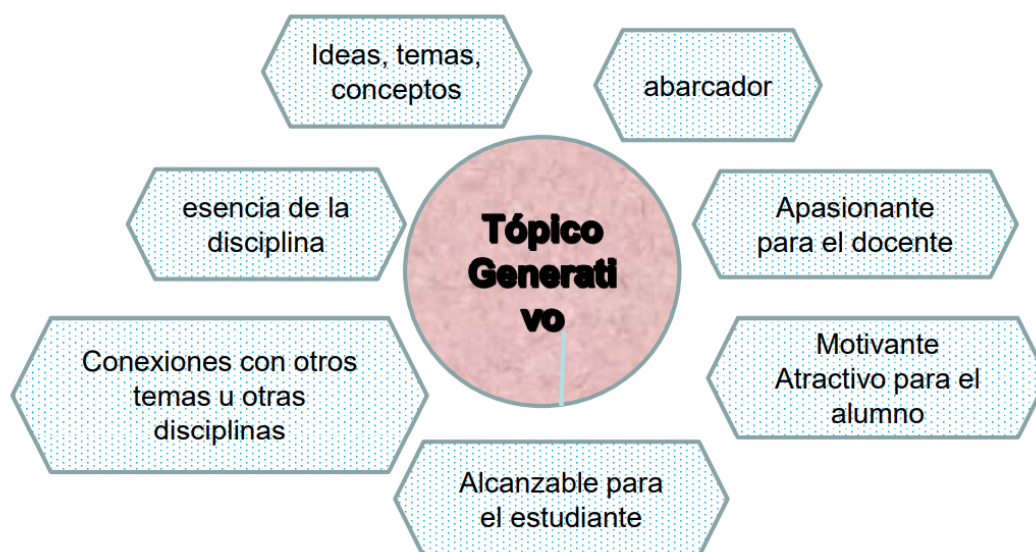 Ideas, temas,
conceptos
abarcador
esencia de la
disciplina
Tópico
Generati
vo
Apasionante
para el docente
Conexiones con otros
temas u otras
disciplinas
Motivante
Atractivo para el
alumno
Alcanzable para
el estudiante